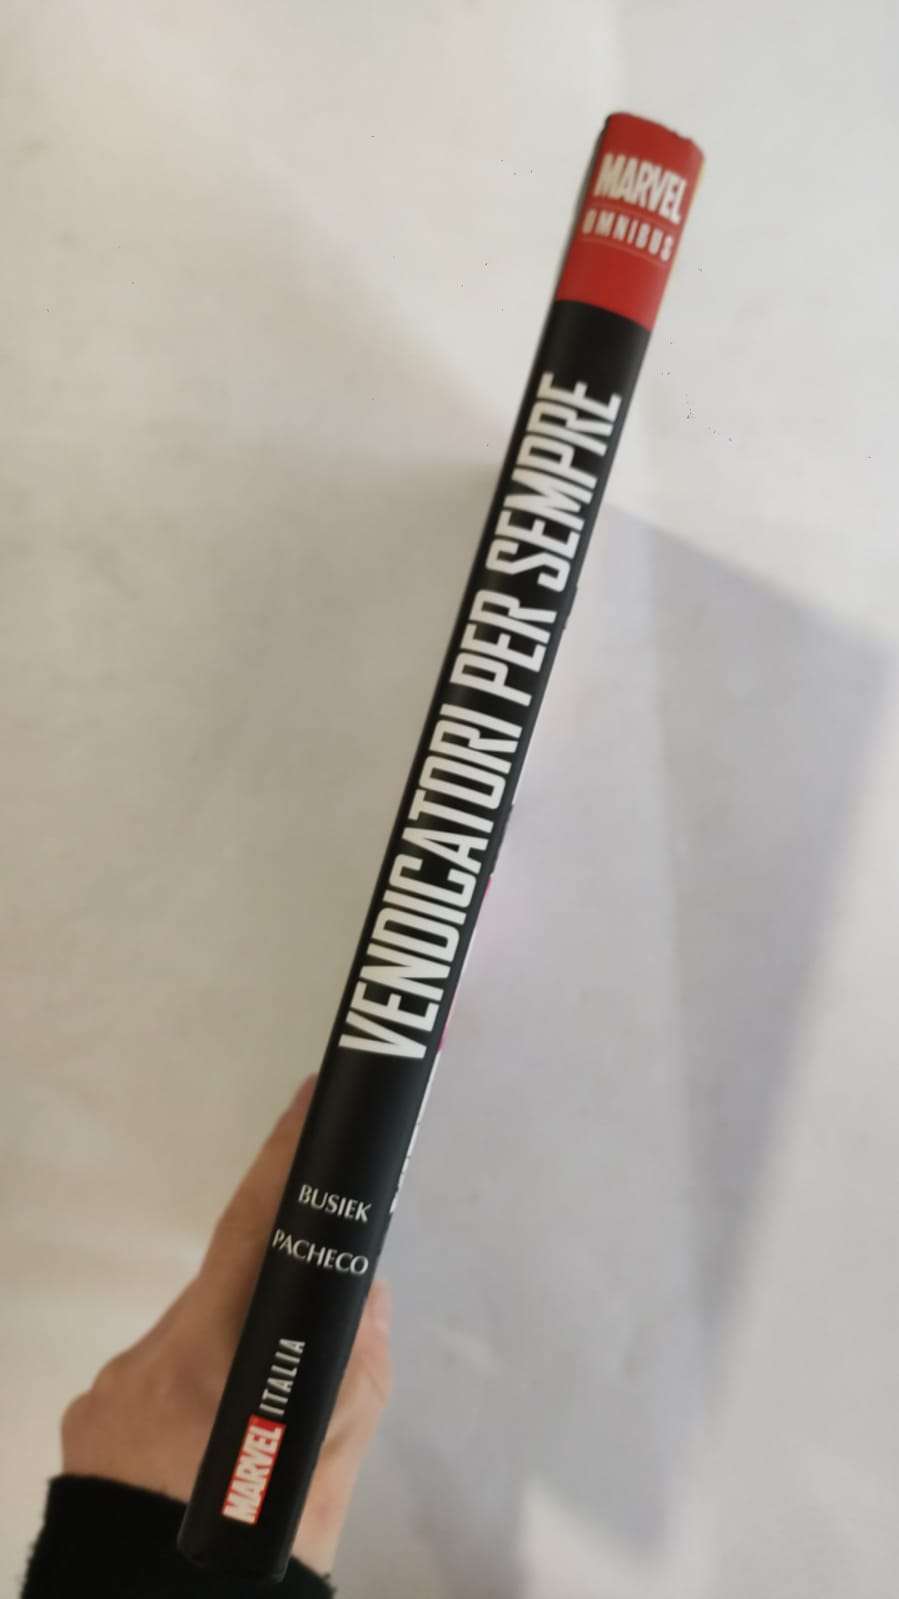 MARVEL
OMNIBUS
VENDICATORI PER SEMPRE
BUSIEK
PACHECO
MARVEL ITALIA